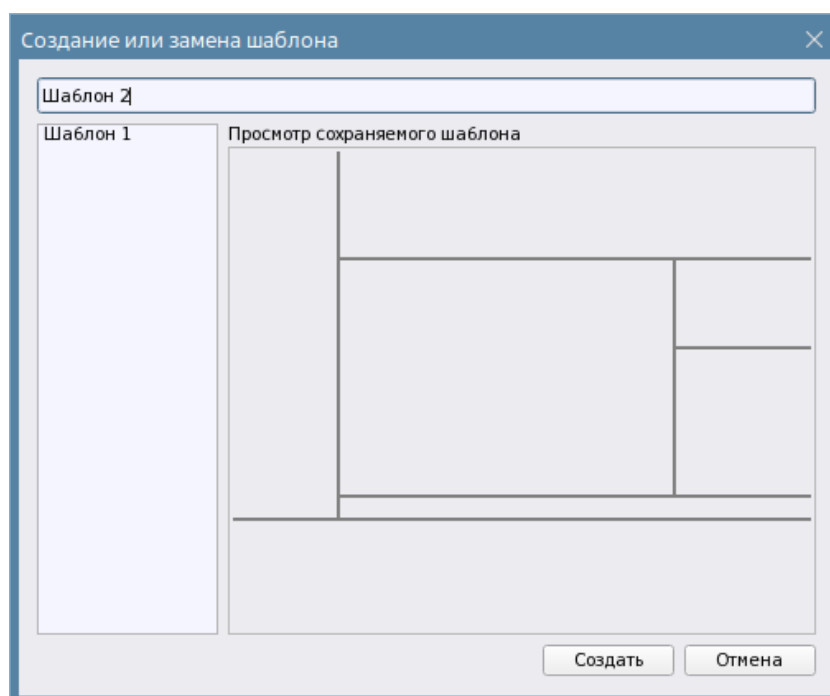 Создание или замена шаблона
Шаблон 2
Шаблон 1
Просмотр сохраняемого шаблона
Создать
Отмена